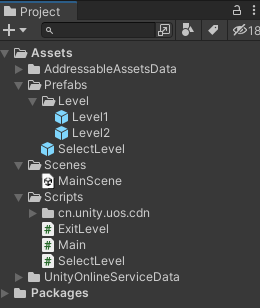 Project
18
Assets
AddressableAssetsData
Prefabs
Level
Level1
Level2
SelectLevel
Scenes
MainScene
Scripts
cn.unity.uos.cdn
ExitLevel
Main
SelectLevel
UnityOnlineServiceData
Packages